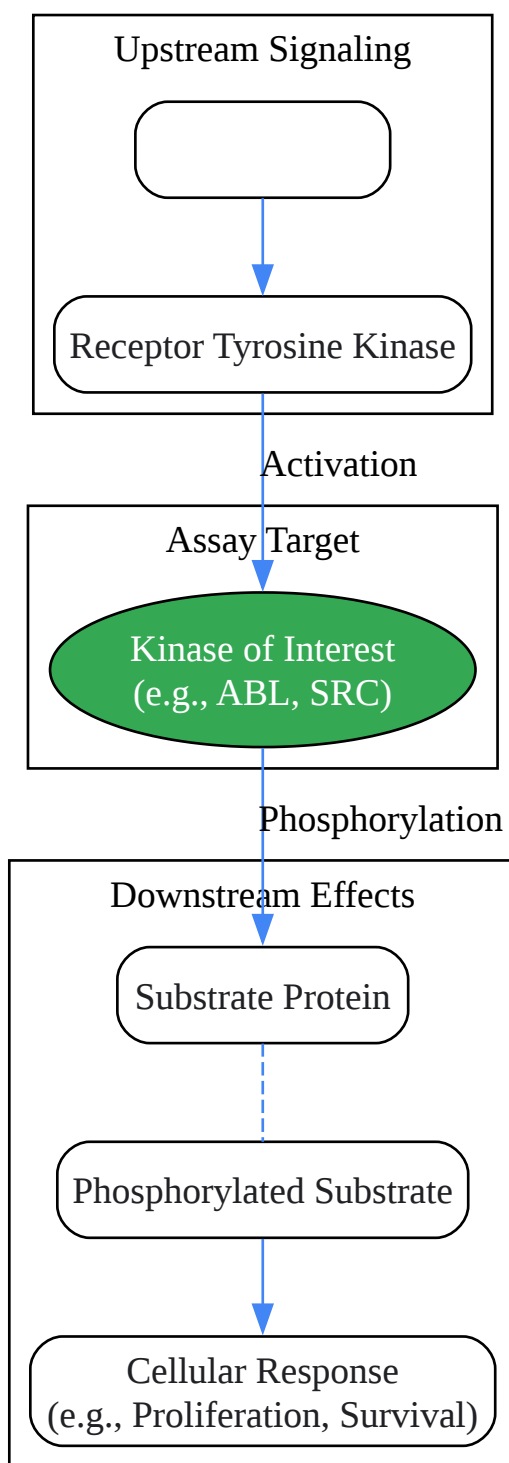 Upstream Signaling
Receptor Tyrosine Kinase
Activation
Assay Target
Kinase of Interest
(e.g., ABL, SRC)
Phosphorylation
Downstream Effects
Substrate Protein
Phosphorylated Substrate
Cellular Response
(e.g., Proliferation, Survival)